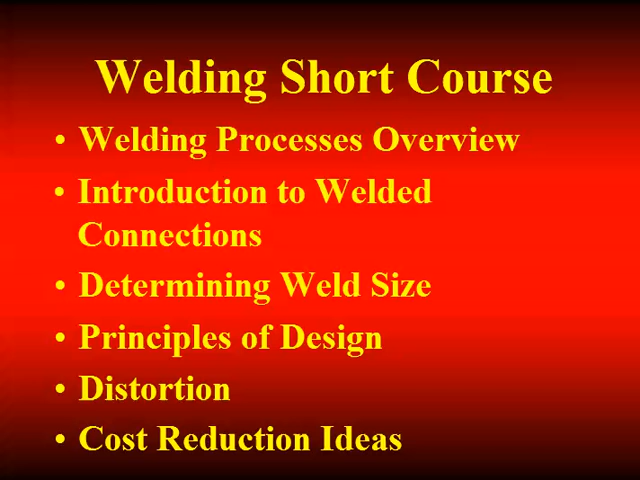 Welding Short Course
• Welding Processes Overview
• Introduction to Welded
Connections
• Determining Weld Size
• Principles of Design
• Distortion
• Cost Reduction Ideas